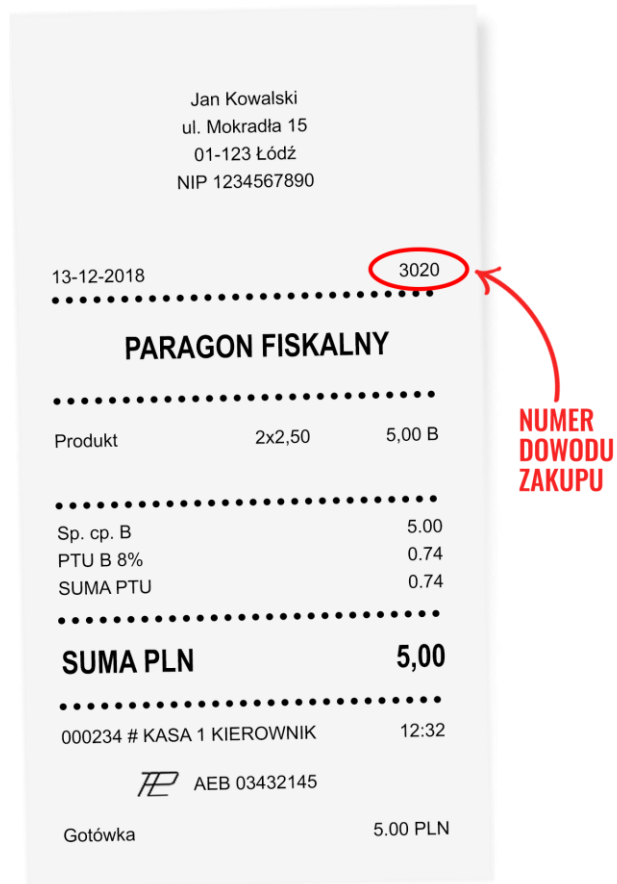 Jan Kowalski
ul. Mokradła 15
01-123 Łódź
NIP 1234567890
13-12-2018 3020
PARAGON FISKALNY
Produkt 2x2,50 5,00 B
Sp. cp. B 5.00
PTU B 8% 0.74
SUMA PTU 0.74
SUMA PLN 5,00
000234 # KASA 1 KIEROWNIK 12:32
AEB 03432145
Gotówka 5.00 PLN
NUMER
DOWODU
ZAKUPU